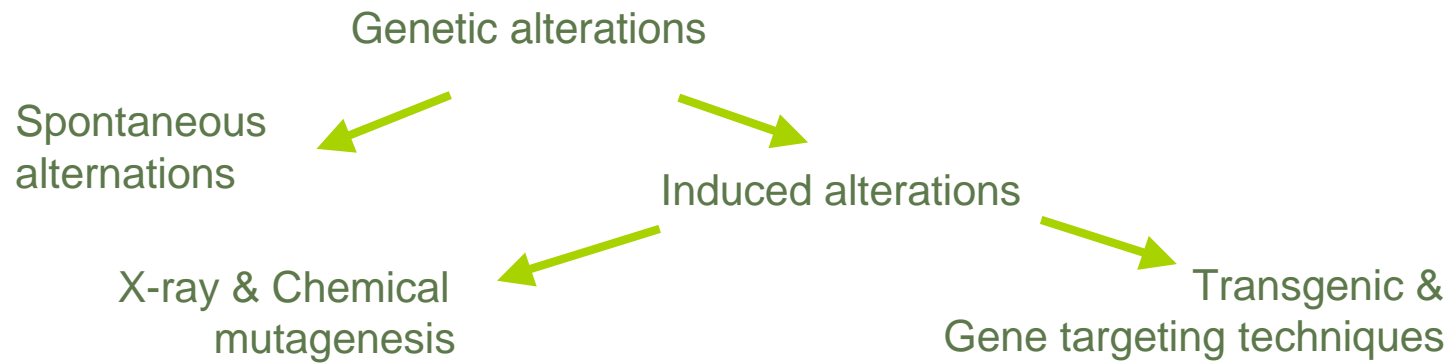 Genetic alterations
Spontaneous
alternations
Induced alterations
X-ray & Chemical
mutagenesis
Transgenic &
Gene targeting techniques